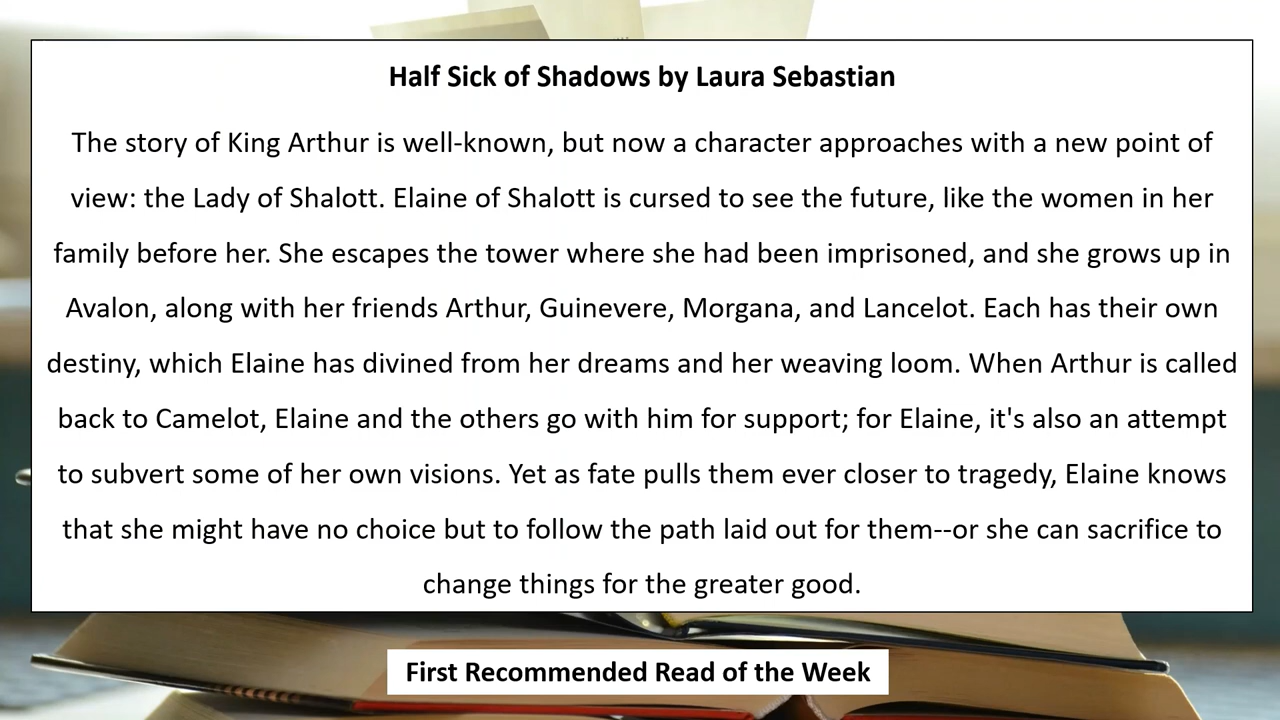 Half Sick of Shadows by Laura Sebastian
The story of King Arthur is well-known, but now a character approaches with a new point of
view: the Lady of Shalott. Elaine of Shalott is cursed to see the future, like the women in her
family before her. She escapes the tower where she had been imprisoned, and she grows up in
Avalon, along with her friends Arthur, Guinevere, Morgana, and Lancelot. Each has their own
destiny, which Elaine has divined from her dreams and her weaving loom. When Arthur is called
back to Camelot, Elaine and the others go with him for support; for Elaine, it's also an attempt
to subvert some of her own visions. Yet as fate pulls them ever closer to tragedy, Elaine knows
that she might have no choice but to follow the path laid out for them--or she can sacrifice to
change things for the greater good.
First Recommended Read of the Week